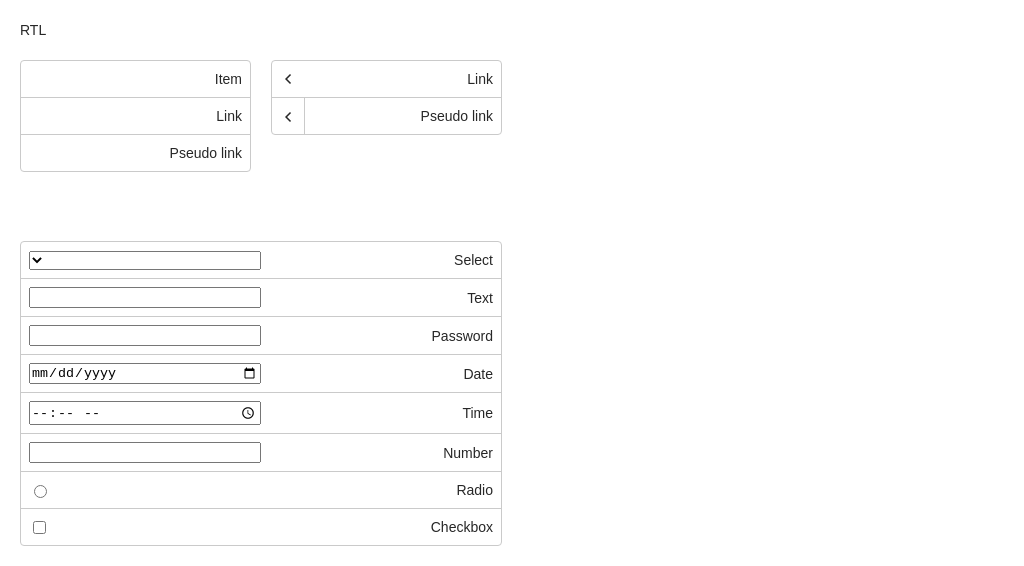 RTL
Item
Link
Pseudo link
Link
Pseudo link
Select
Text
Password
mm/dd/yyyy Date
--:-- -- Time
Number
Radio
Checkbox